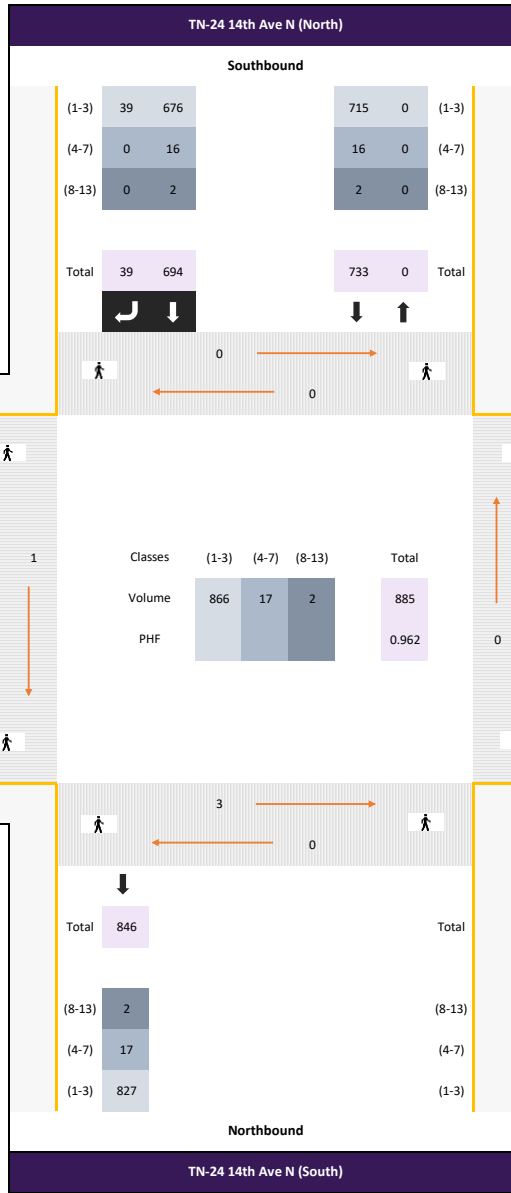 TN-24 14th Ave N (North)
Southbound
(1-3) 39 676 715 0 (1-3)
(4-7) 0 16 16 0 (4-7)
(8-13) 0 2 2 0 (8-13)
Total 39 694 733 0 Total
0
0
1 Classes (1-3) (4-7) (8-13) Total
Volume 866 17 2 885
PHF 0.962 0
3
0
Total 846 Total
(8-13) 2 (8-13)
(4-7) 17 (4-7)
(1-3) 827 (1-3)
Northbound
TN-24 14th Ave N (South)